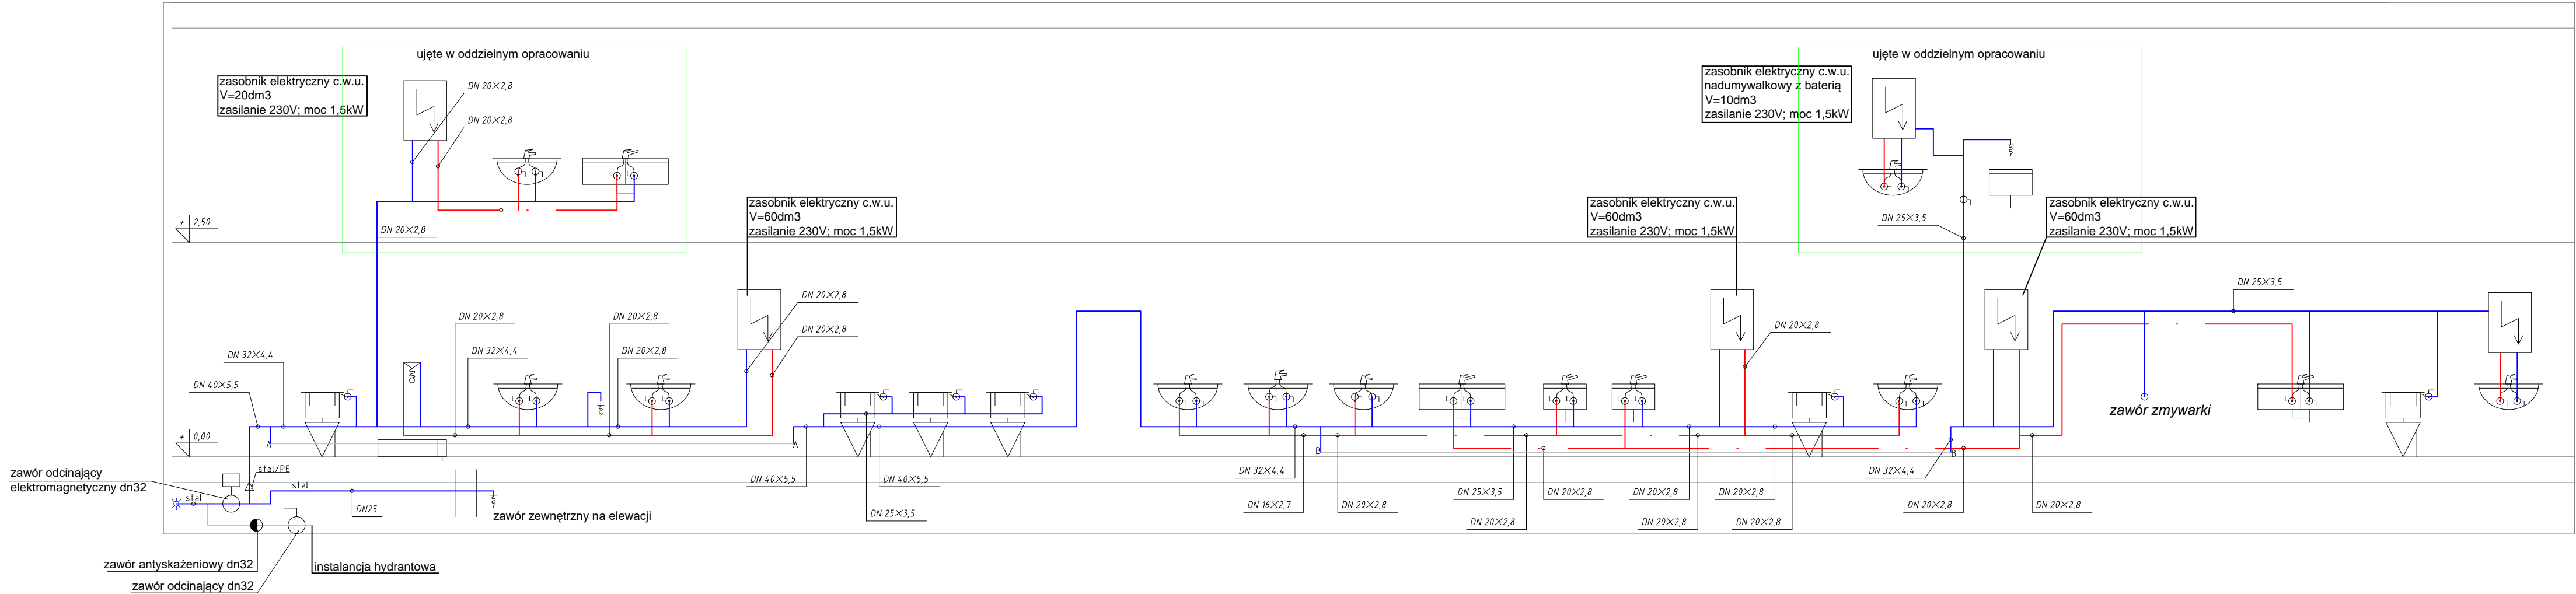 ujęte w oddzielnym opracowaniu
ujęte w oddzielnym opracowaniu
zasobnik elektryczny c.w.u.
V=20dm3
zasilanie 230V; moc 1,5kW
DN 20×2,8
DN 20×2,8
zasobnik elektryczny c.w.u.
nadumywalkowy z baterią
V=10dm3
zasilanie 230V; moc 1,5kW
+ 2,50
DN 20×2,8
zasobnik elektryczny c.w.u.
V=60dm3
zasilanie 230V; moc 1,5kW
zasobnik elektryczny c.w.u.
V=60dm3
zasilanie 230V; moc 1,5kW
DN 25×3,5
zasobnik elektryczny c.w.u.
V=60dm3
zasilanie 230V; moc 1,5kW
DN 25×3,5
DN 20×2,8
DN 20×2,8
DN 20×2,8
DN 20×2,8
DN 20×2,8
DN 32×4,4
DN 32×4,4
DN 20×2,8
DN 40×5,5
zawór zmywarki
+ 0,00
A
A
B
B
zawór odcinający
elektromagnetyczny dn32
stal/PE
stal
stal
DN25
zawór zewnętrzny na elewacji
DN 40×5,5
DN 40×5,5
DN 25×3,5
DN 32×4,4
DN 16×2,7
DN 20×2,8
DN 25×3,5
DN 20×2,8
DN 20×2,8
DN 20×2,8
DN 20×2,8
DN 20×2,8
DN 20×2,8
DN 32×4,4
DN 20×2,8
DN 20×2,8
zawór antyskażeniowy dn32
instalancja hydrantowa
zawór odcinający dn32